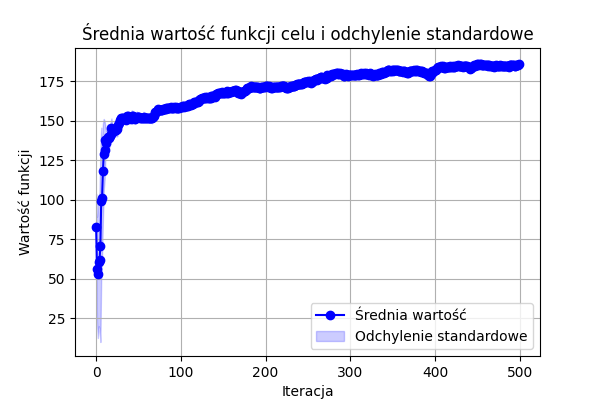 Średnia wartość funkcji celu i odchylenie standardowe
Wartość funkcji
175
150
125
100
75
50
25
0
100
200
300
400
500
Iteracja
Średnia wartość
Odchylenie standardowe